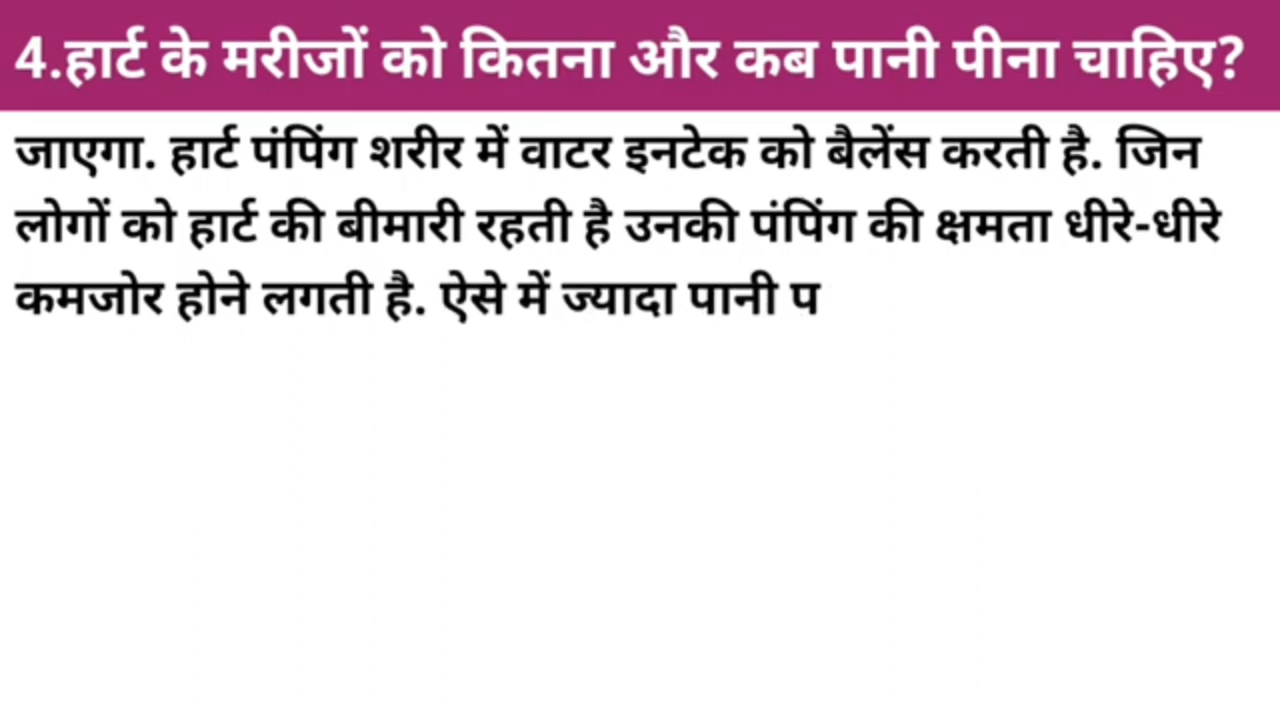 4.हार्ट के मरीजों को कितना और कब पानी पीना चाहिए?
जाएगा. हार्ट पंपिंग शरीर में वाटर इनटेक को बैलेंस करती है. जिन
लोगों को हार्ट की बीमारी रहती है उनकी पंपिंग की क्षमता धीरे-धीरे
कमजोर होने लगती है. ऐसे में ज्यादा पानी प